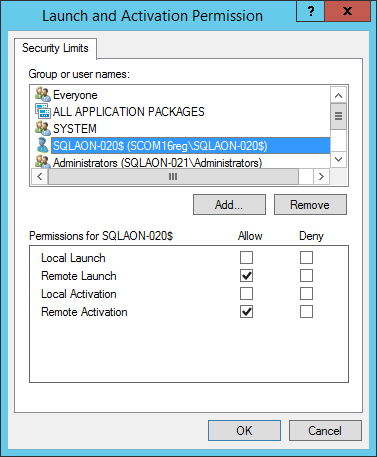 Launch and Activation Permission
?
Security Limits
Group or user names:
Everyone
ALL APPLICATION PACKAGES
SYSTEM
SQLAON-020$ (SCOM16reg\SQLAON-020$)
Administrators (SQLAON-021\Administrators)
Add...
Remove
Permissions for SQLAON-020$ Allow Deny
Local Launch
Remote Launch
Local Activation
Remote Activation
OK
Cancel